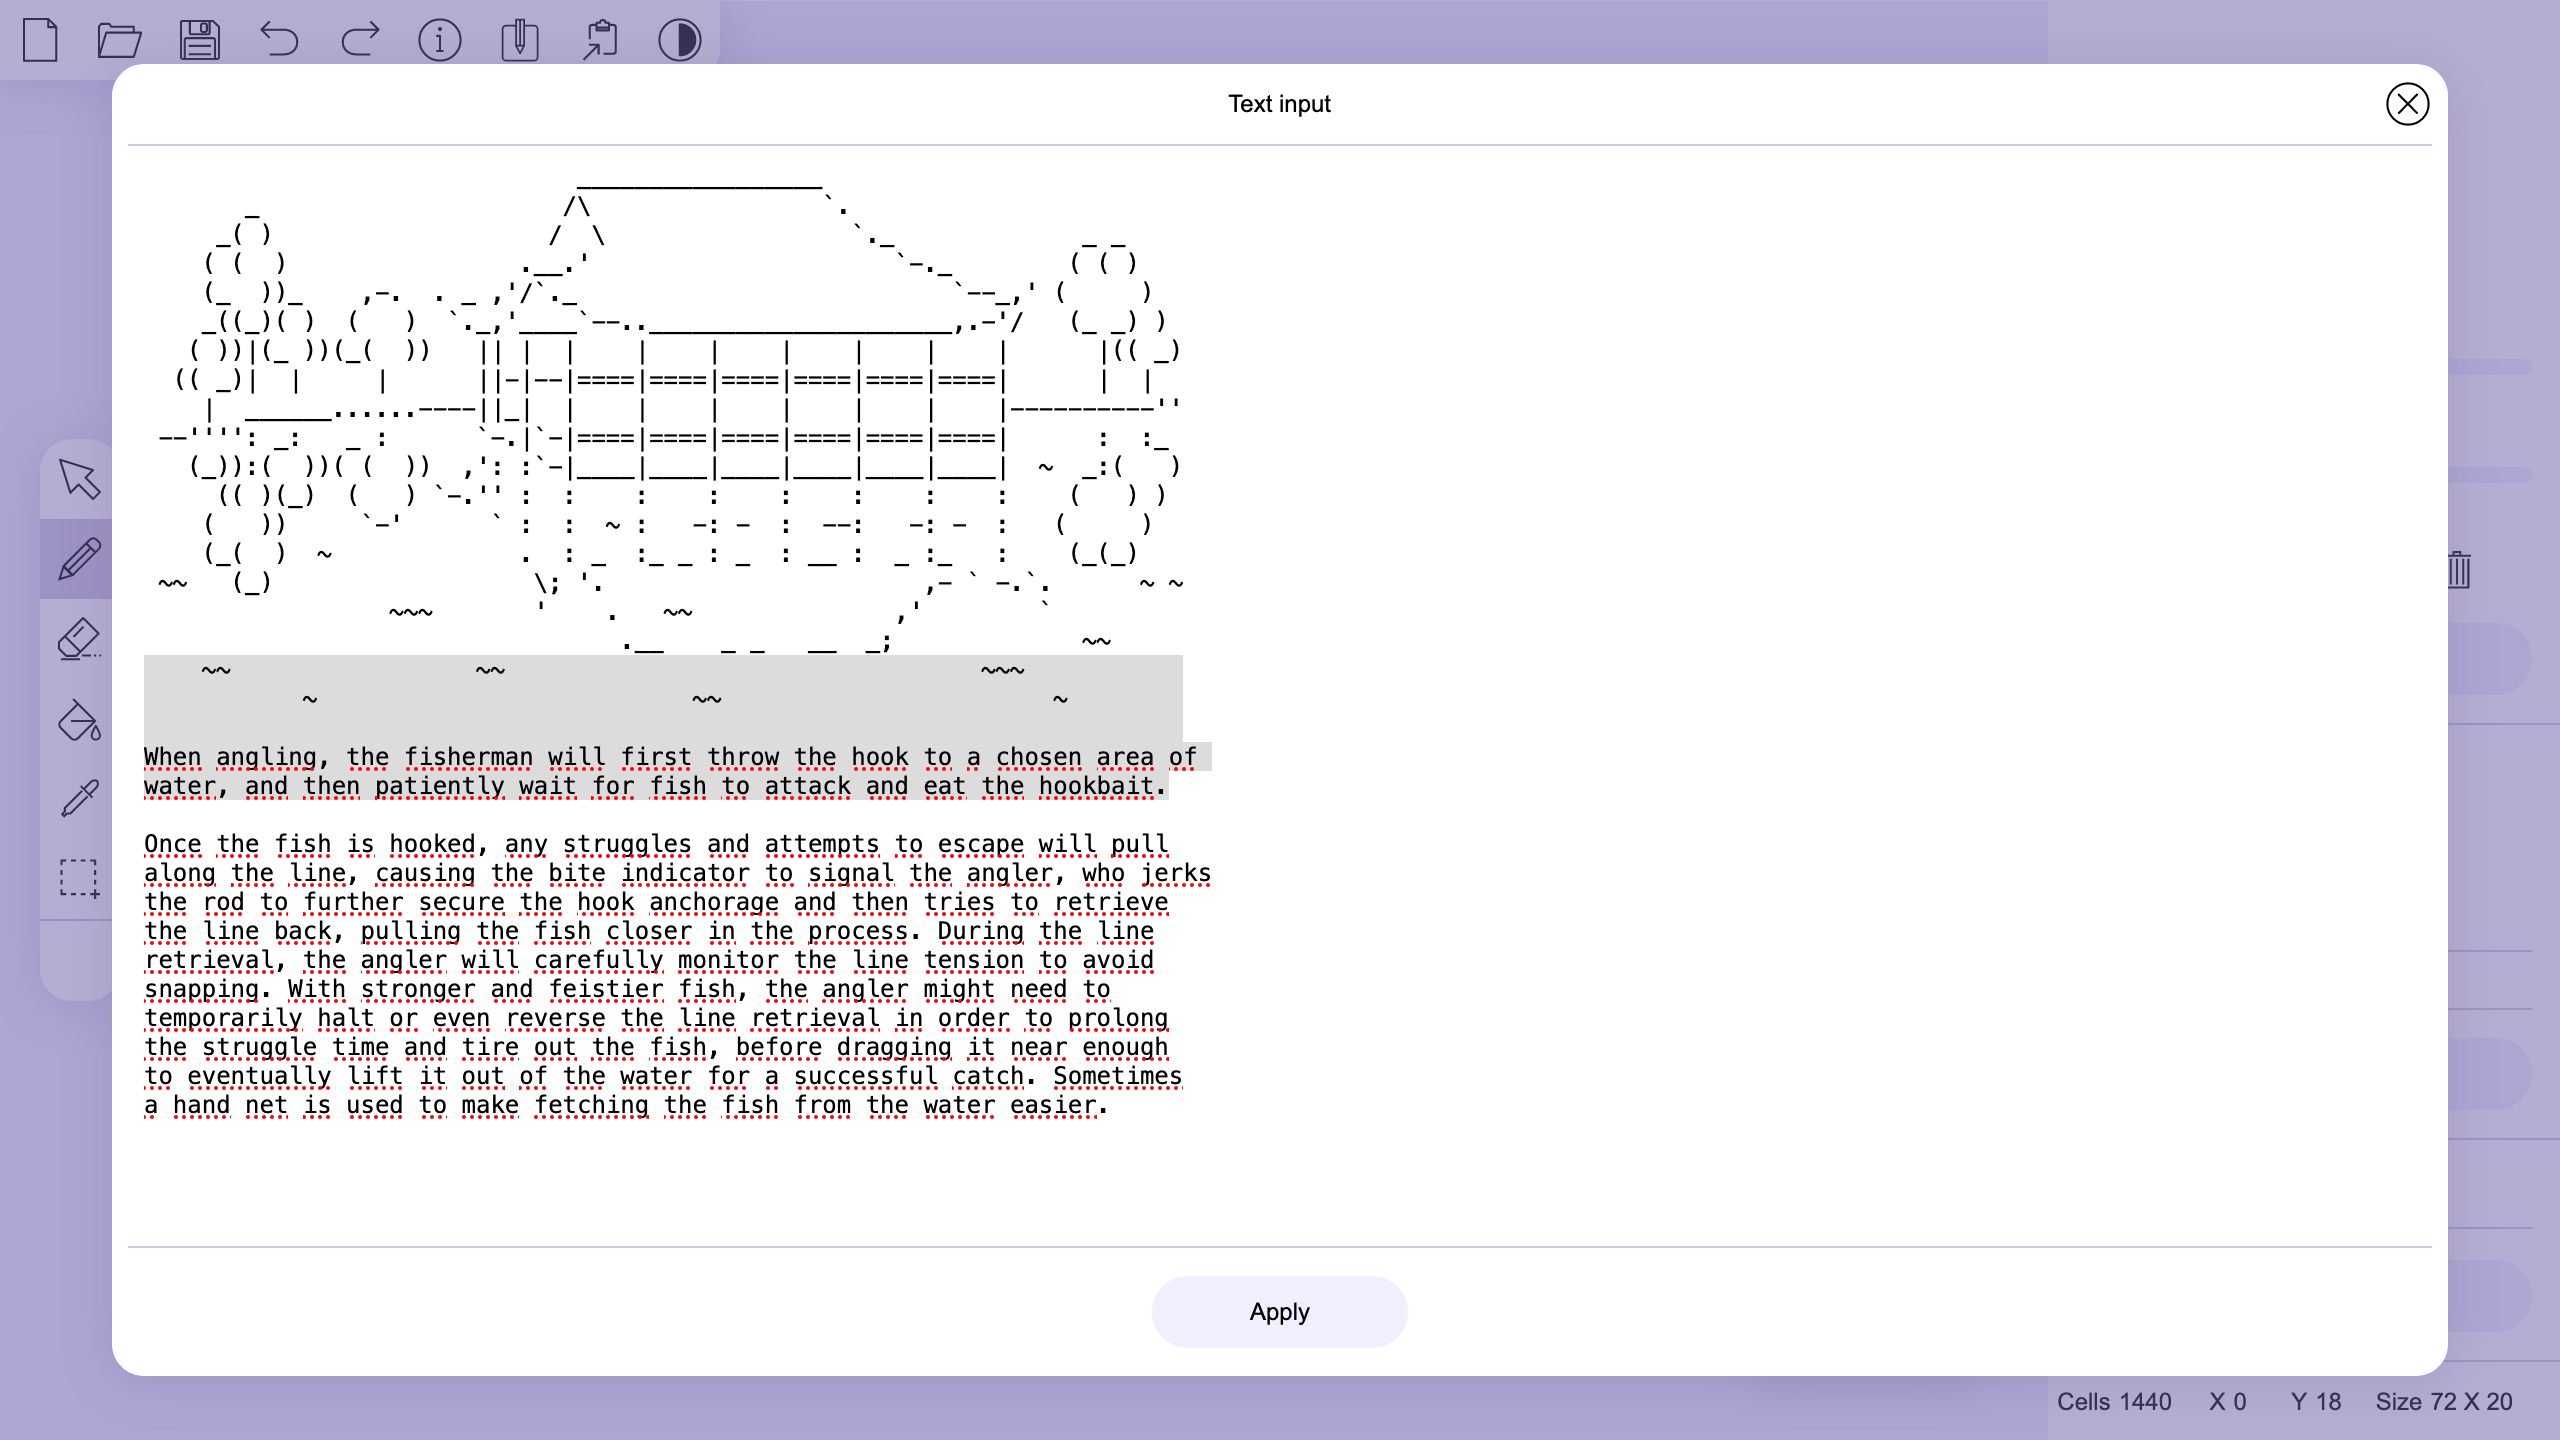 Text input
When angling, the fisherman will first throw the hook to a chosen area of
water, and then patiently wait for fish to attack and eat the hookbait.
Once the fish is hooked, any struggles and attempts to escape will pull
along the line, causing the bite indicator to signal the angler, who jerks
the rod to further secure the hook anchorage and then tries to retrieve
the line back, pulling the fish closer in the process. During the line
retrieval, the angler will carefully monitor the line tension to avoid
snapping. With stronger and feistier fish, the angler might need to
temporarily halt or even reverse the line retrieval in order to prolong
the struggle time and tire out the fish, before dragging it near enough
to eventually lift it out of the water for a successful catch. Sometimes
a hand net is used to make fetching the fish from the water easier.
Apply
Cells 1440 X 0 Y 18 Size 72 X 20